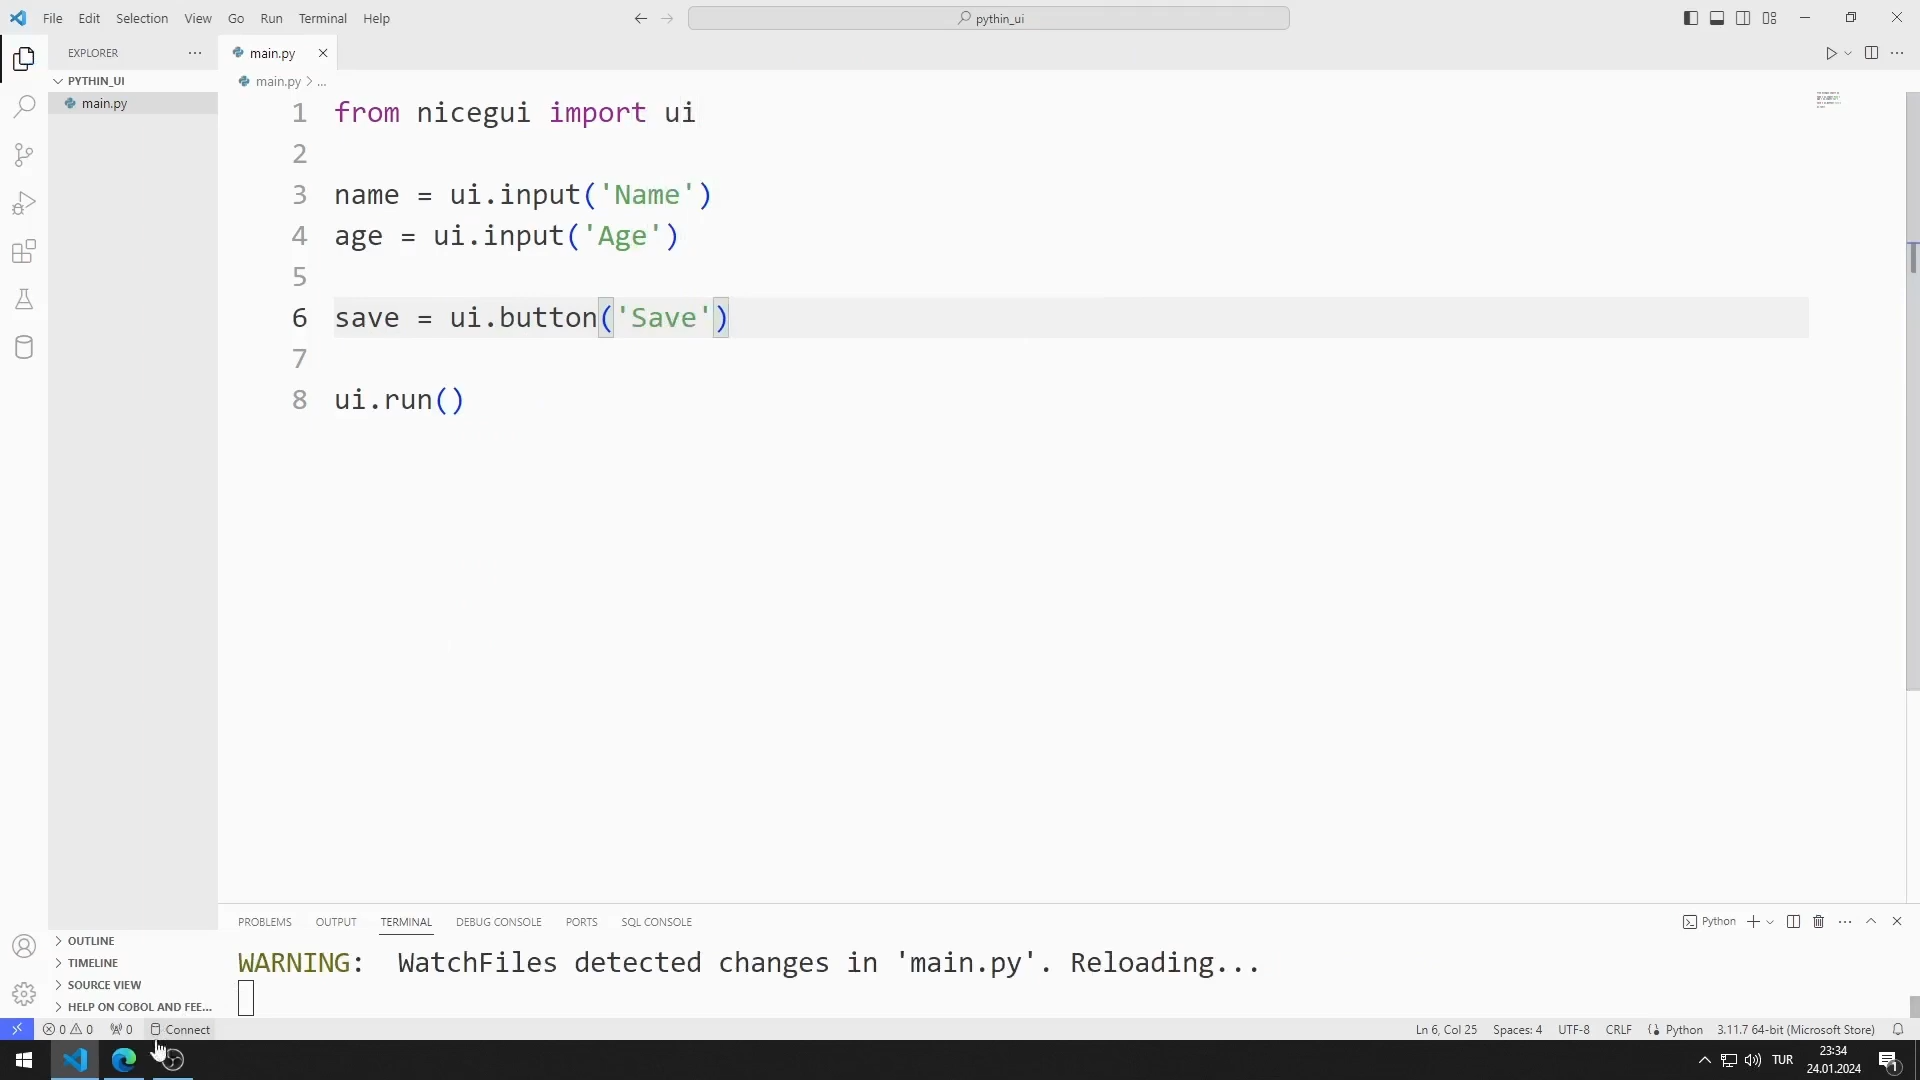 File Edit Selection View Go Run Terminal Help
pythin_ui
EXPLORER
main.py
PYTHIN_UI
main.py > ...
main.py
1 from nicegui import ui
2
3 name = ui.input('Name')
4 age = ui.input('Age')
5
6 save = ui.button('Save')
7
8 ui.run()
PROBLEMS OUTPUT TERMINAL DEBUG CONSOLE PORTS SQL CONSOLE
Python
OUTLINE
TIMELINE
SOURCE VIEW
HELP ON COBOL AND FEE...
WARNING:  WatchFiles detected changes in 'main.py'. Reloading...
0 0 0 Connect
Ln 6, Col 25 Spaces: 4 UTF-8 CRLF Python 3.11.7 64-bit (Microsoft Store)
TUR
23:34
24.01.2024
1